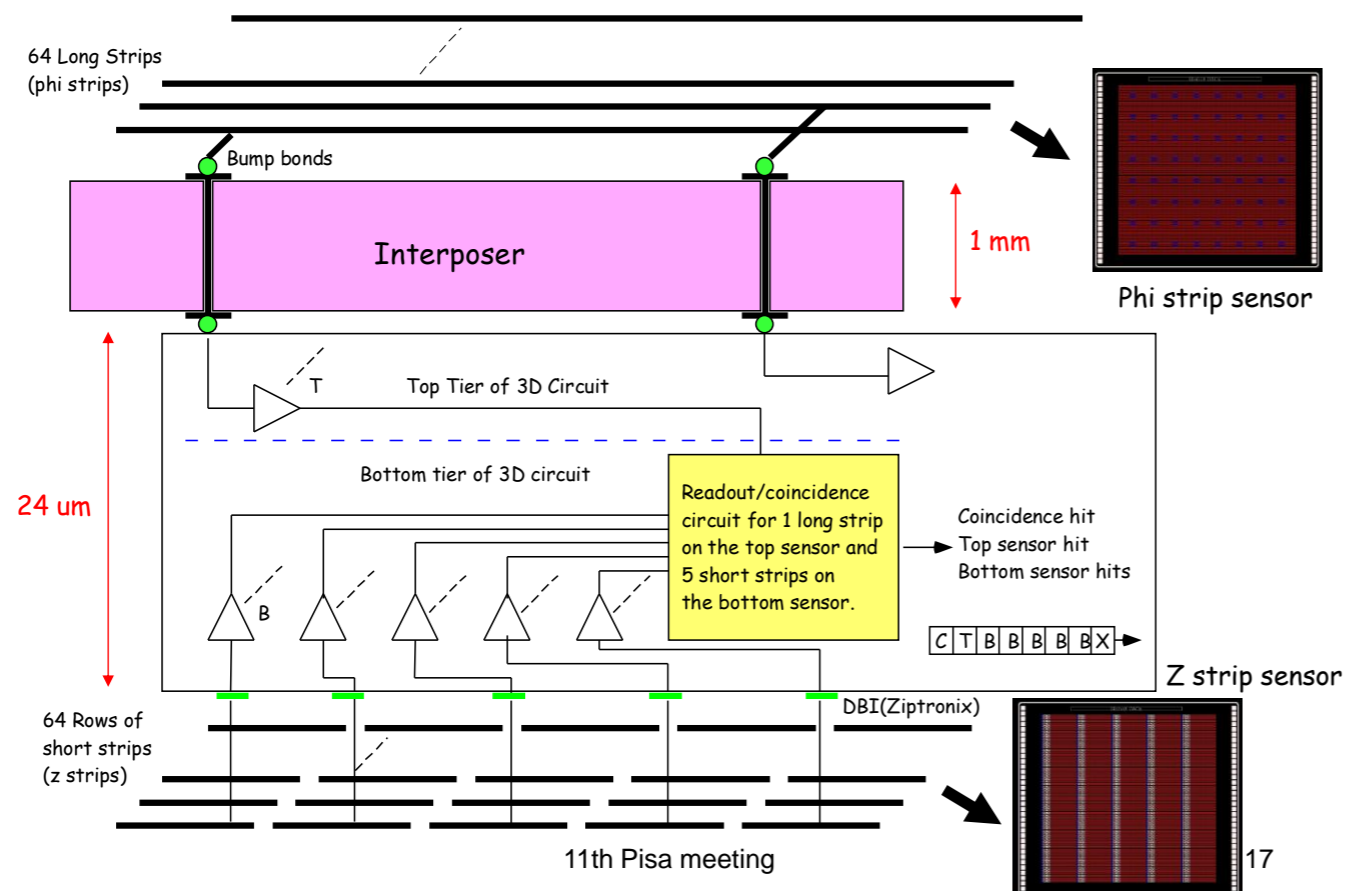 64 Long Strips
(phi strips)
Bump bonds
Interposer
1 mm
Phi strip sensor
T
Top Tier of 3D Circuit
Bottom tier of 3D circuit
24 um
Readout/coincidence
circuit for 1 long strip
on the top sensor and
5 short strips on
the bottom sensor.
Coincidence hit
Top sensor hit
Bottom sensor hits
B
C T B B B B B X
Z strip sensor
DBI(Ziptronix)
64 Rows of
short strips
(z strips)
11th Pisa meeting
17